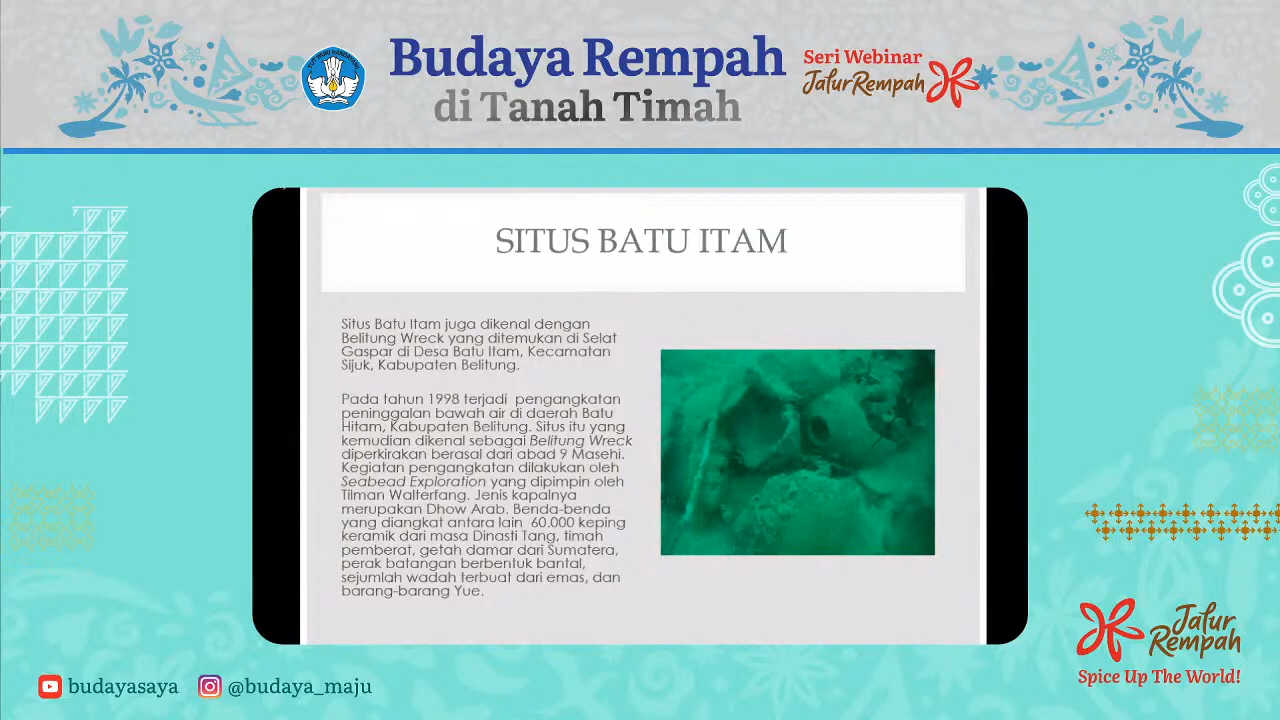 TUT WURI HANDAYANI
Budaya Rempah
di Tanah Timah
Seri Webinar
Jalur Rempah
SITUS BATU ITAM
Situs Batu Itam juga dikenal dengan
Belitung Wreck yang ditemukan di Selat
Gaspar di Desa Batu Itam, Kecamatan
Sijuk, Kabupaten Belitung.
Pada tahun 1998 terjadi pengangkatan
peninggalan bawah air di daerah Batu
Hitam, Kabupaten Belitung. Situs itu yang
kemudian dikenal sebagai Belitung Wreck
diperkirakan berasal dari abad 9 Masehi.
Kegiatan pengangkatan dilakukan oleh
Seabead Exploration yang dipimpin oleh
Tilman Walterfang. Jenis kapalnya
merupakan Dhow Arab. Benda-benda
yang diangkat antara lain 60.000 keping
keramik dari masa Dinasti Tang, timah
pemberat, getah damar dari Sumatera,
perak batangan berbentuk bantal,
sejumlah wadah terbuat dari emas, dan
barang-barang Yue.
Jalur
Rempah
Spice Up The World!
budayasaya
@budaya_maju